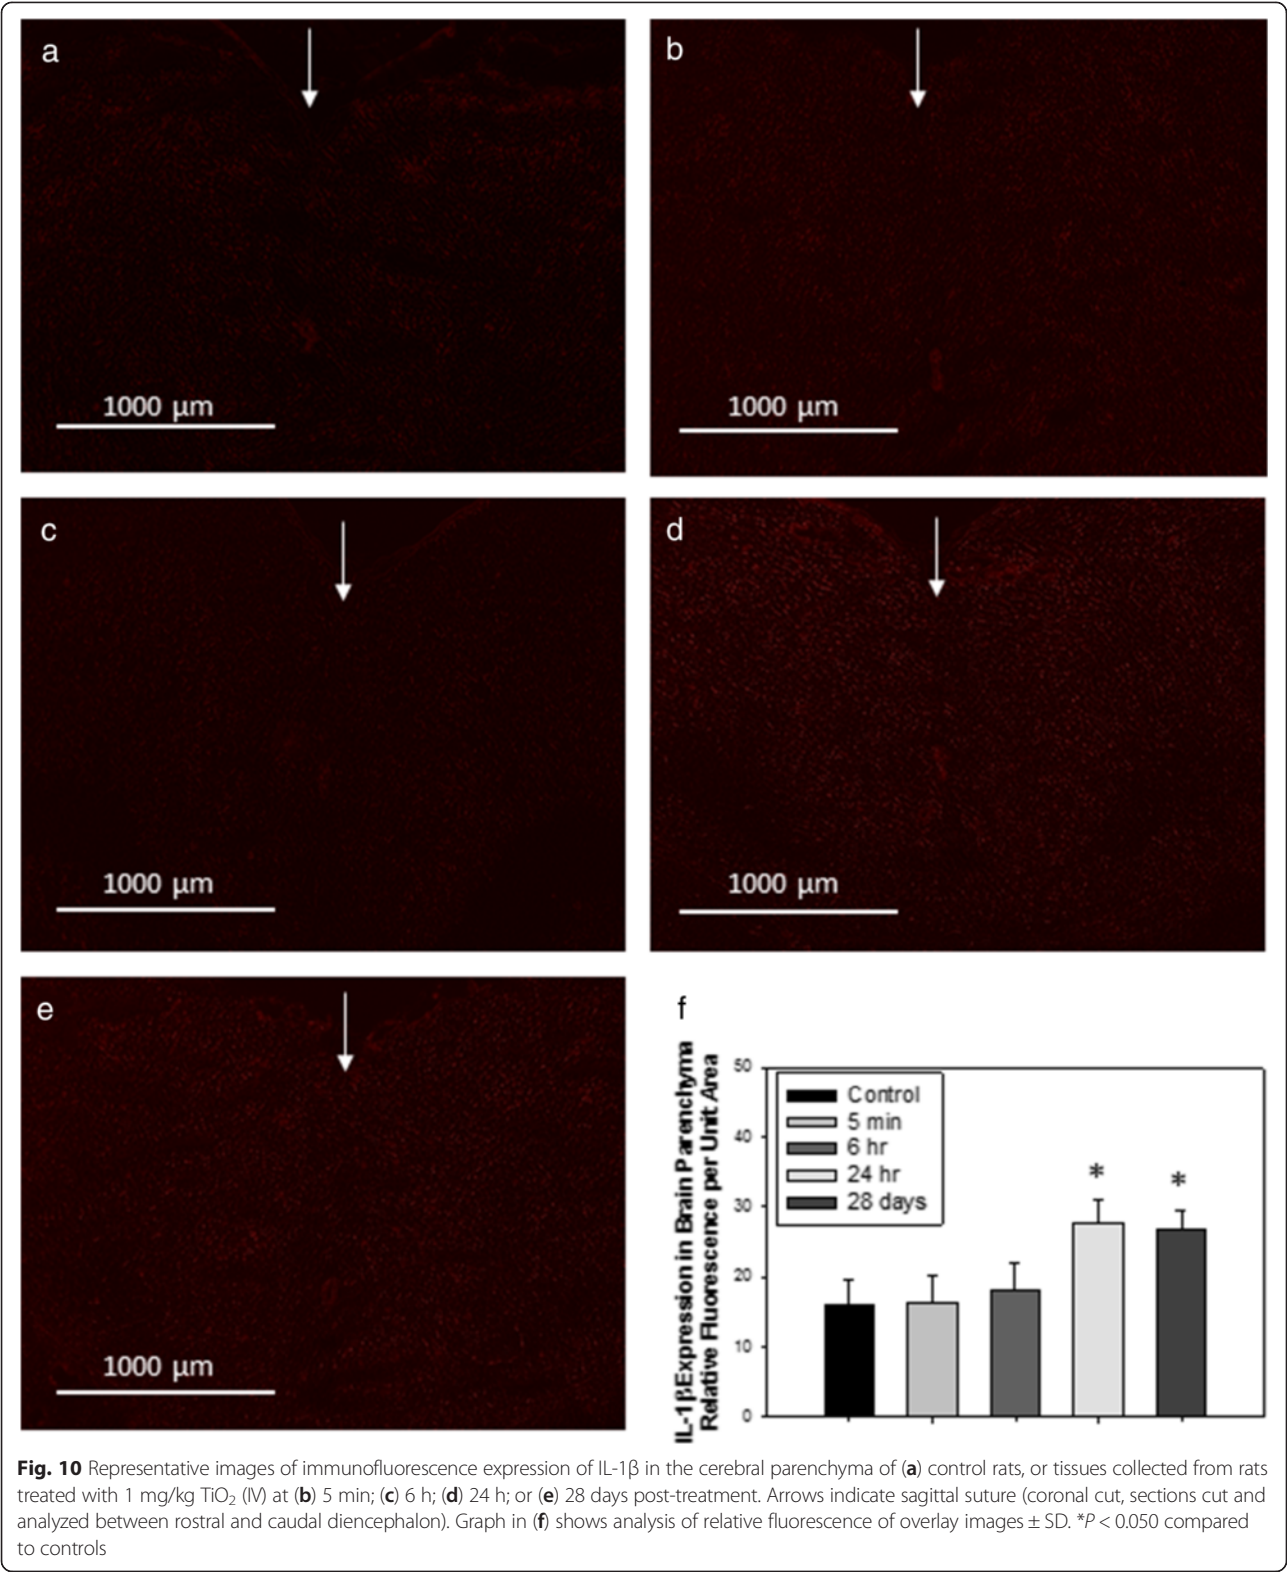 a
b
1000 µm
1000 µm
c
d
1000 µm
1000 µm
e
1000 µm
f
IL-1βExpression in Brain Parenchyma
Relative Fluorescence per Unit Area
50
40
30
20
10
0
Control
5 min
6 hr
24 hr
28 days
*
*
Fig. 10 Representative images of immunofluorescence expression of IL-1β in the cerebral parenchyma of (a) control rats, or tissues collected from rats
treated with 1 mg/kg TiO₂ (IV) at (b) 5 min; (c) 6 h; (d) 24 h; or (e) 28 days post-treatment. Arrows indicate sagittal suture (coronal cut, sections cut and
analyzed between rostral and caudal diencephalon). Graph in (f) shows analysis of relative fluorescence of overlay images ± SD. *P < 0.050 compared
to controls